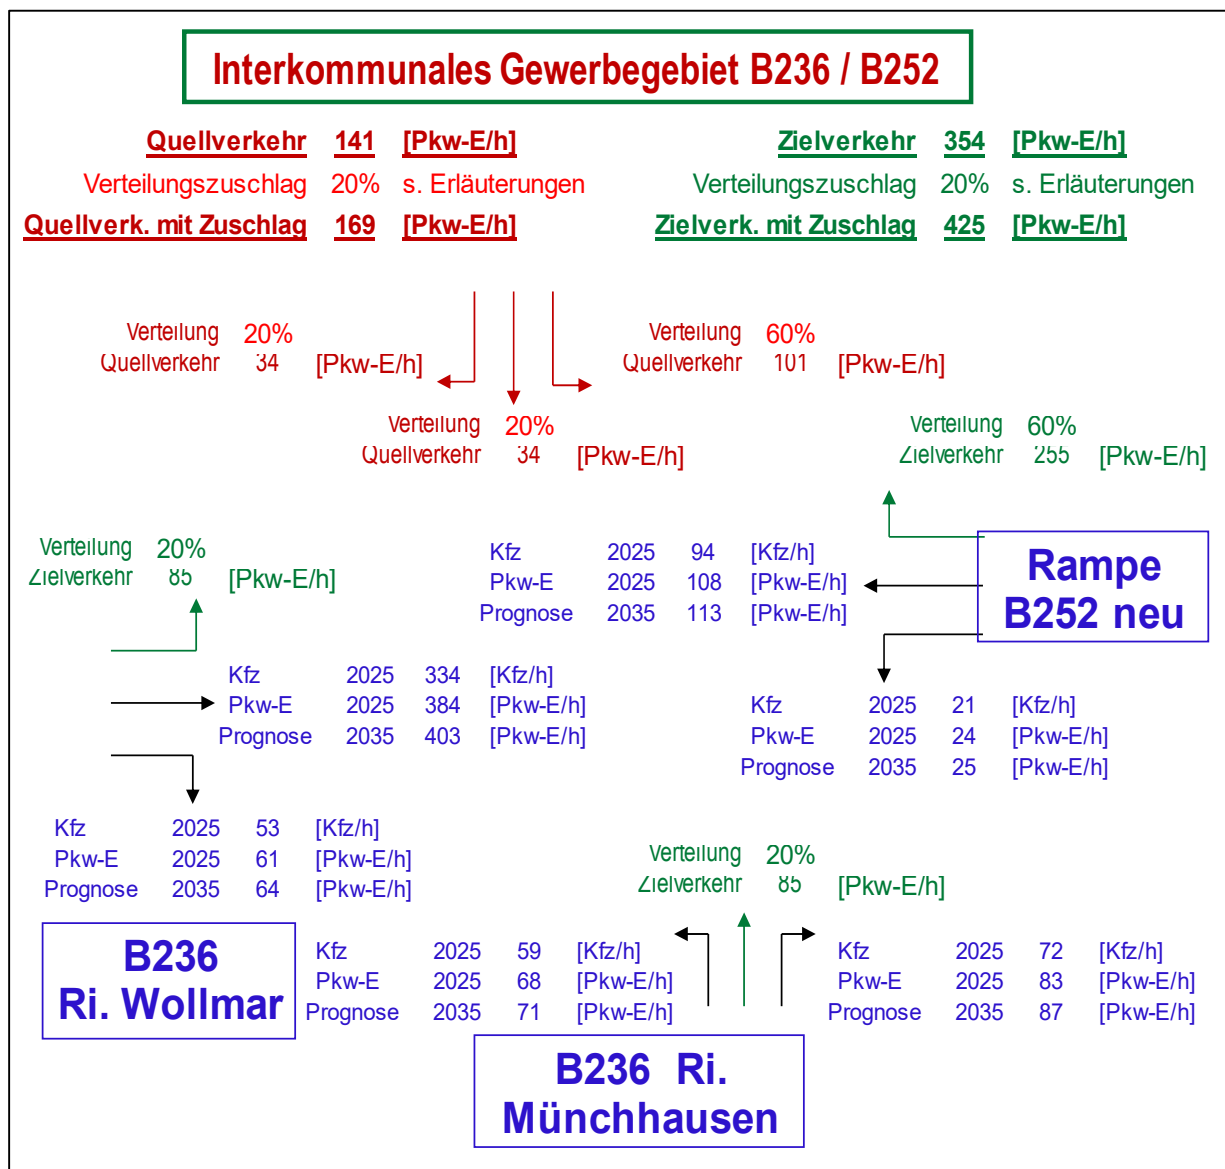 Interkommunales Gewerbegebiet B236 / B252
Quellverkehr 141 [Pkw-E/h]
Verteilungszuschlag 20% s. Erläuterungen
Quellverk. mit Zuschlag 169 [Pkw-E/h]
Zielverkehr 354 [Pkw-E/h]
Verteilungszuschlag 20% s. Erläuterungen
Zielverk. mit Zuschlag 425 [Pkw-E/h]
Verteilung 20%
Quellverkehr 34 [Pkw-E/h]
Verteilung 60%
Quellverkehr 101 [Pkw-E/h]
Verteilung 20%
Quellverkehr 34 [Pkw-E/h]
Verteilung 60%
Zielverkehr 255 [Pkw-E/h]
Verteilung 20%
Zielverkehr 85 [Pkw-E/h]
Kfz 2025 94 [Kfz/h]
Pkw-E 2025 108 [Pkw-E/h]
Prognose 2035 113 [Pkw-E/h]
Rampe
B252 neu
Kfz 2025 334 [Kfz/h]
Pkw-E 2025 384 [Pkw-E/h]
Prognose 2035 403 [Pkw-E/h]
Kfz 2025 21 [Kfz/h]
Pkw-E 2025 24 [Pkw-E/h]
Prognose 2035 25 [Pkw-E/h]
Kfz 2025 53 [Kfz/h]
Pkw-E 2025 61 [Pkw-E/h]
Prognose 2035 64 [Pkw-E/h]
Verteilung 20%
Zielverkehr 85 [Pkw-E/h]
B236
Ri. Wollmar
Kfz 2025 59 [Kfz/h]
Pkw-E 2025 68 [Pkw-E/h]
Prognose 2035 71 [Pkw-E/h]
Kfz 2025 72 [Kfz/h]
Pkw-E 2025 83 [Pkw-E/h]
Prognose 2035 87 [Pkw-E/h]
B236 Ri.
Münchhausen